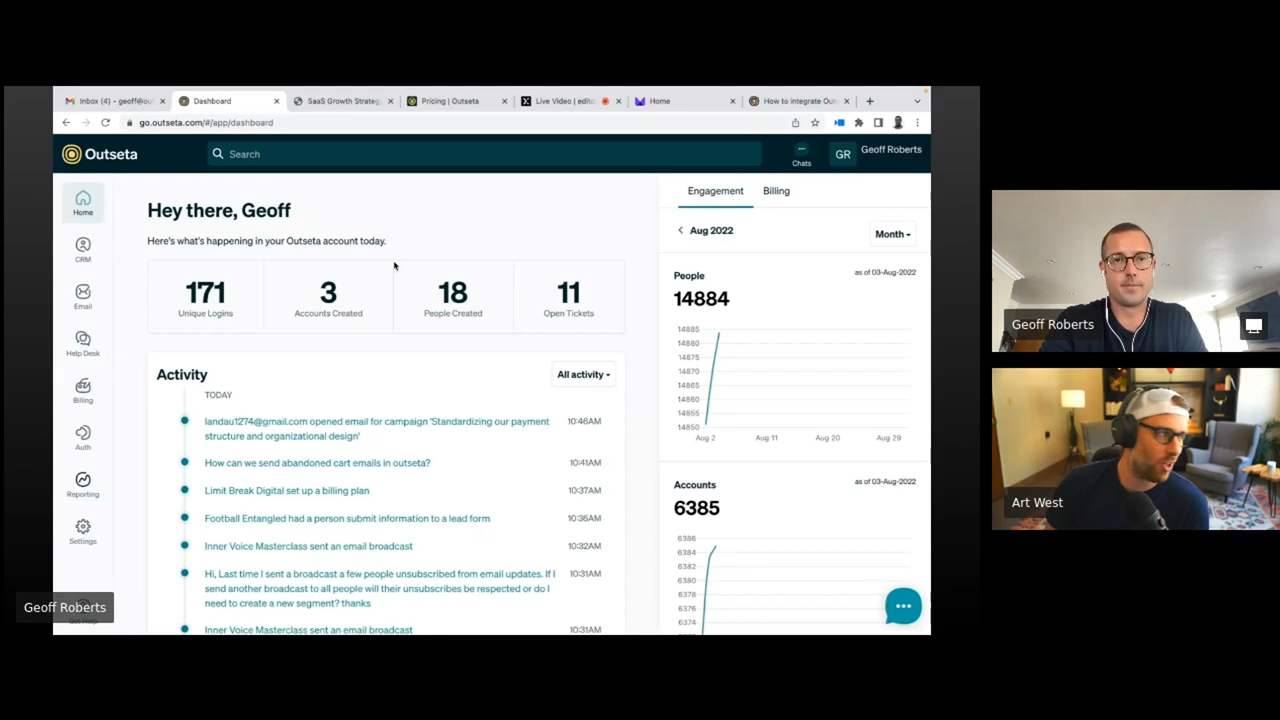 Inbox (4) - geoff@out
Dashboard
SaaS Growth Strateg
Pricing | Outseta
Live Video | edito
Home
How to integrate Out
go.outseta.com/#/app/dashboard
Outseta
Search
Chats
GR
Geoff Roberts
Home
CRM
Email
Help Desk
Billing
Auth
Reporting
Settings
Hey there, Geoff
Here's what's happening in your Outseta account today.
171
Unique Logins
3
Accounts Created
18
People Created
11
Open Tickets
Activity
All activity
TODAY
landau1274@gmail.com opened email for campaign 'Standardizing our payment
structure and organizational design'
10:46AM
How can we send abandoned cart emails in outseta?
10:41AM
Limit Break Digital set up a billing plan
10:37AM
Football Entangled had a person submit information to a lead form
10:36AM
Inner Voice Masterclass sent an email broadcast
10:32AM
Hi, Last time I sent a broadcast a few people unsubscribed from email updates. If I
send another broadcast to all people will their unsubscribes be respected or do I
need to create a new segment? thanks
10:31AM
Inner Voice Masterclass sent an email broadcast
10:31AM
Engagement
Billing
Aug 2022
Month
People
as of 03-Aug-2022
14884
14885
14880
14875
14870
14865
14860
14855
14850
Aug 2
Aug 11
Aug 20
Aug 29
Accounts
as of 03-Aug-2022
6385
6386
6384
6382
6380
6378
6376
6374
Geoff Roberts
Geoff Roberts
Art West